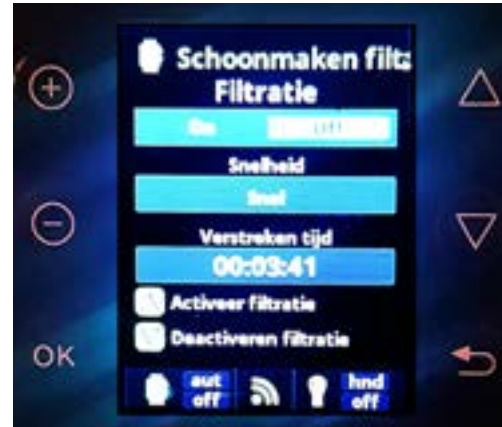 Schoonmaken filt
Filtratie
On Off
Snelheid
Snel
Verstreken tijd
00:03:41
Activeer filtratie
Deactiveren filtratie
OK
aut hnd
off off